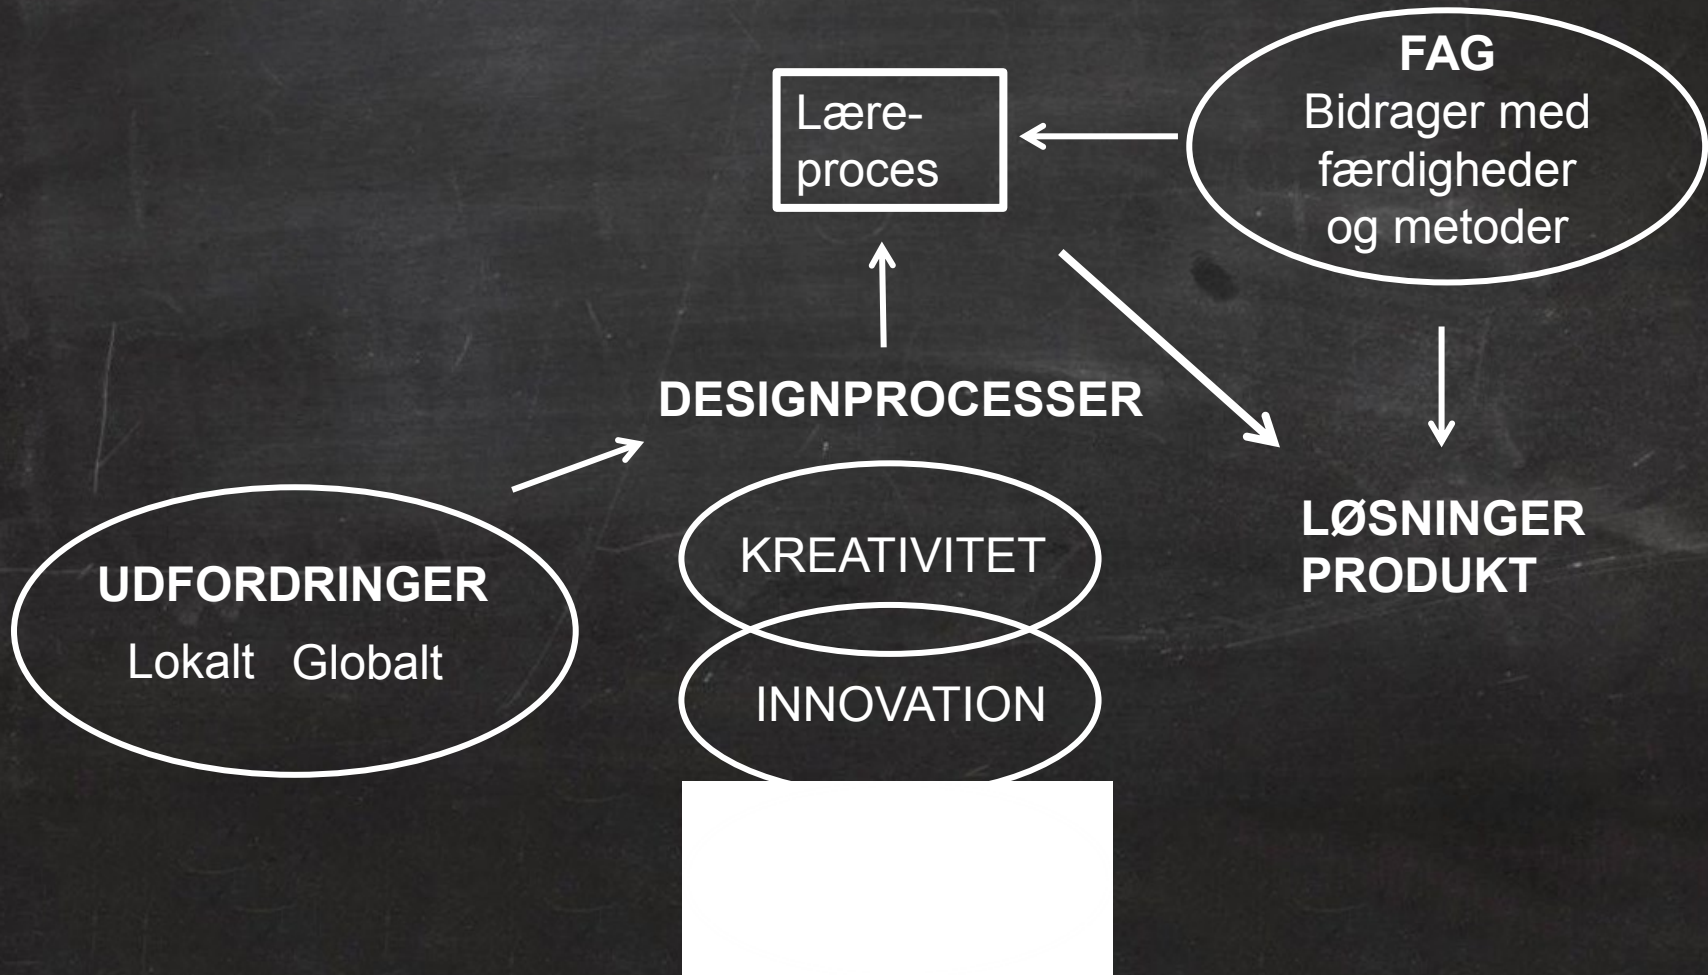 FAG
Bidrager med
færdigheder
og metoder
Lære-
proces
DESIGNPROCESSER
UDFORDRINGER
Lokalt Globalt
KREATIVITET
INNOVATION
LØSNINGER
PRODUKT